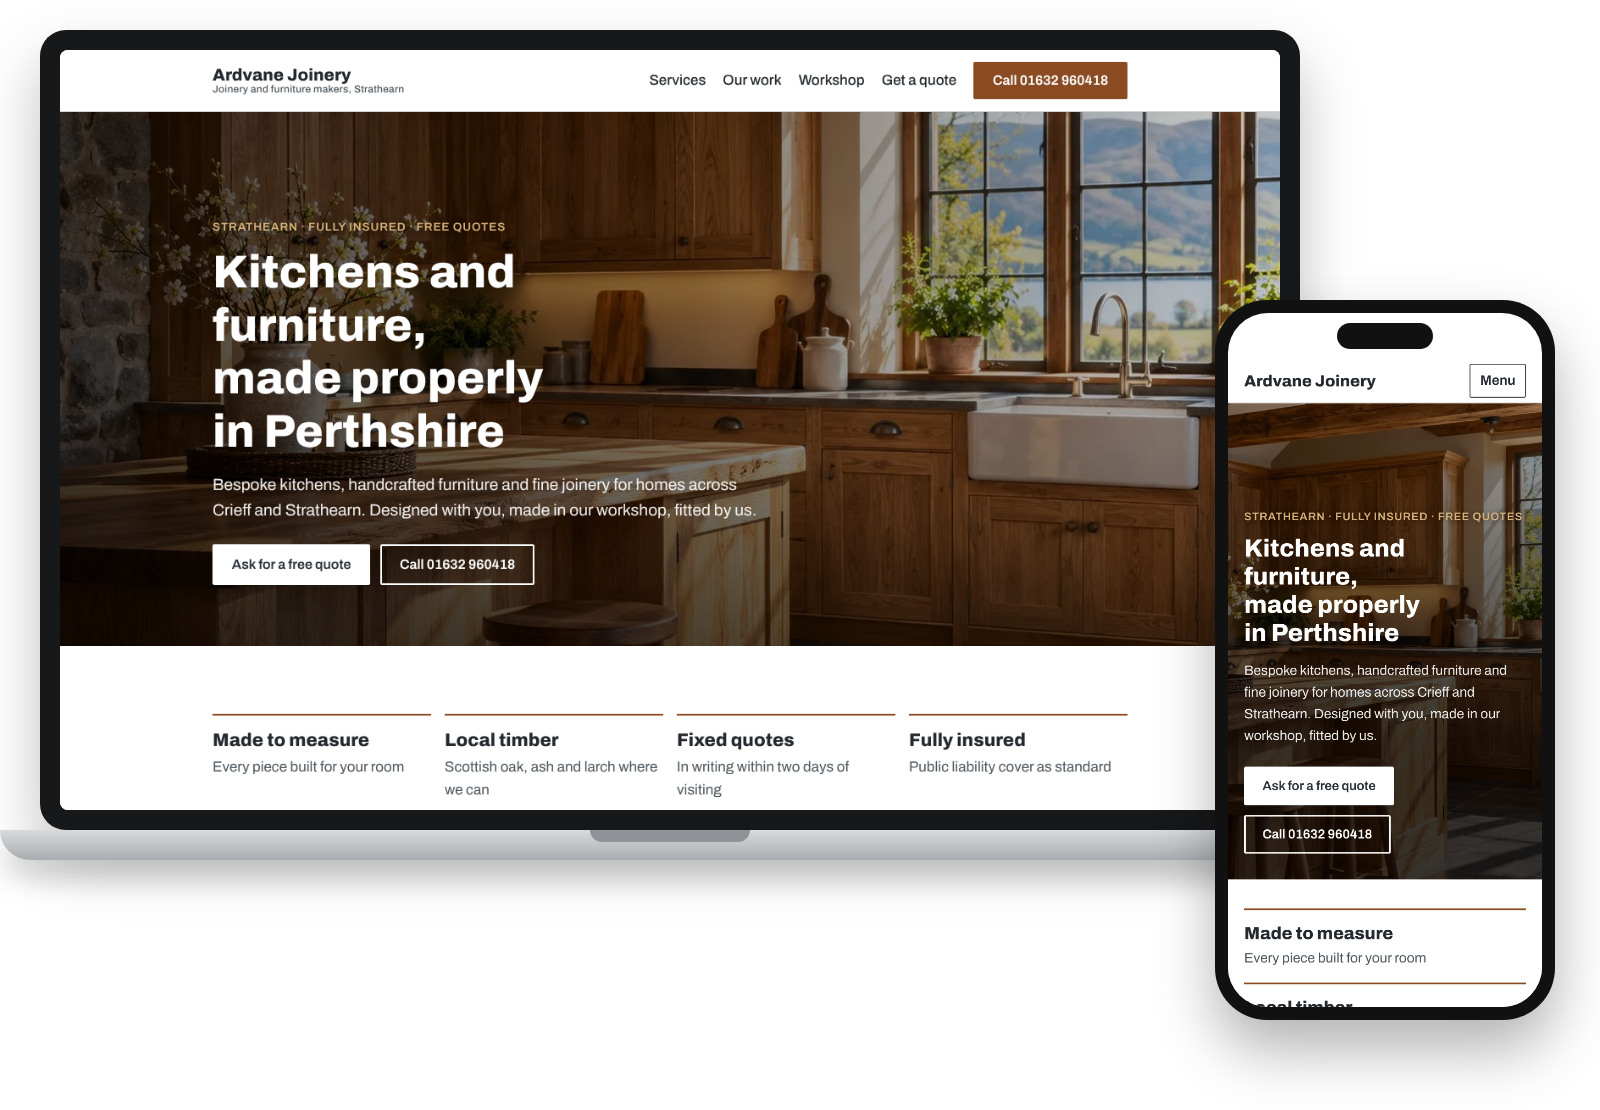 Ardvane Joinery
Joinery and furniture makers, Strathearn
Services
Our work
Workshop
Get a quote
Call 01632 960418
STRATHEARN · FULLY INSURED · FREE QUOTES
Kitchens and
furniture,
made properly
in Perthshire
Bespoke kitchens, handcrafted furniture and fine joinery for homes across
Crieff and Strathearn. Designed with you, made in our workshop, fitted by us.
Ask for a free quote
Call 01632 960418
Made to measure
Every piece built for your room
Local timber
Scottish oak, ash and larch where
we can
Fixed quotes
In writing within two days of
visiting
Fully insured
Public liability cover as standard
Ardvane Joinery
Menu
STRATHEARN · FULLY INSURED · FREE QUOTES
Kitchens and
furniture,
made properly
in Perthshire
Bespoke kitchens, handcrafted furniture and
fine joinery for homes across Crieff and
Strathearn. Designed with you, made in our
workshop, fitted by us.
Ask for a free quote
Call 01632 960418
Made to measure
Every piece built for your room
Local timber